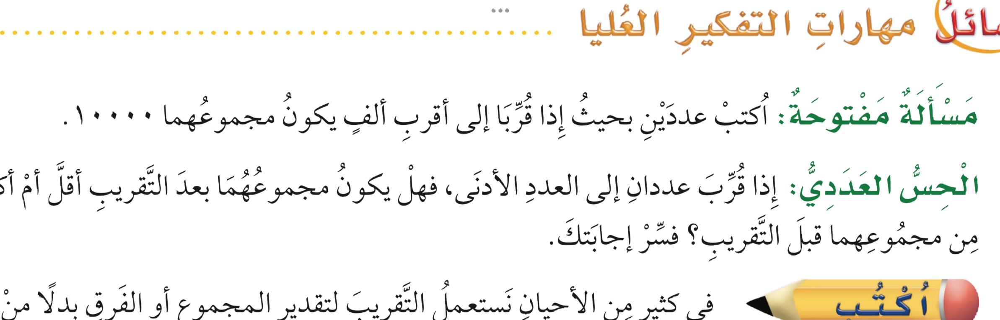 مهاراتِ التفكيرِ العُليا
مَسْأَلَةٌ مَفْتوحَةٌ: اُكتبْ عددَيْنِ بحيثُ إِذا قُرِّبَا إلى أقربِ ألفٍ يكونُ مجموعُهما ١٠٠٠٠.
الْحِسُّ العَدَدِيُّ: إِذا قُرِّبَ عددانِ إلى العددِ الأدنَى، فهلْ يكونُ مجموعُهُمَا بعدَ التَّقريبِ أقلَّ أمْ
مِن مجمُوعِهما قبلَ التَّقريبِ؟ فسِّرْ إجابَتكَ.
اُكْتُب في كثيرٍ مِن الأحيانِ نَستعملُ التَّقريبَ لتقدير المجموع أو الفَرقِ بدلًا منْ